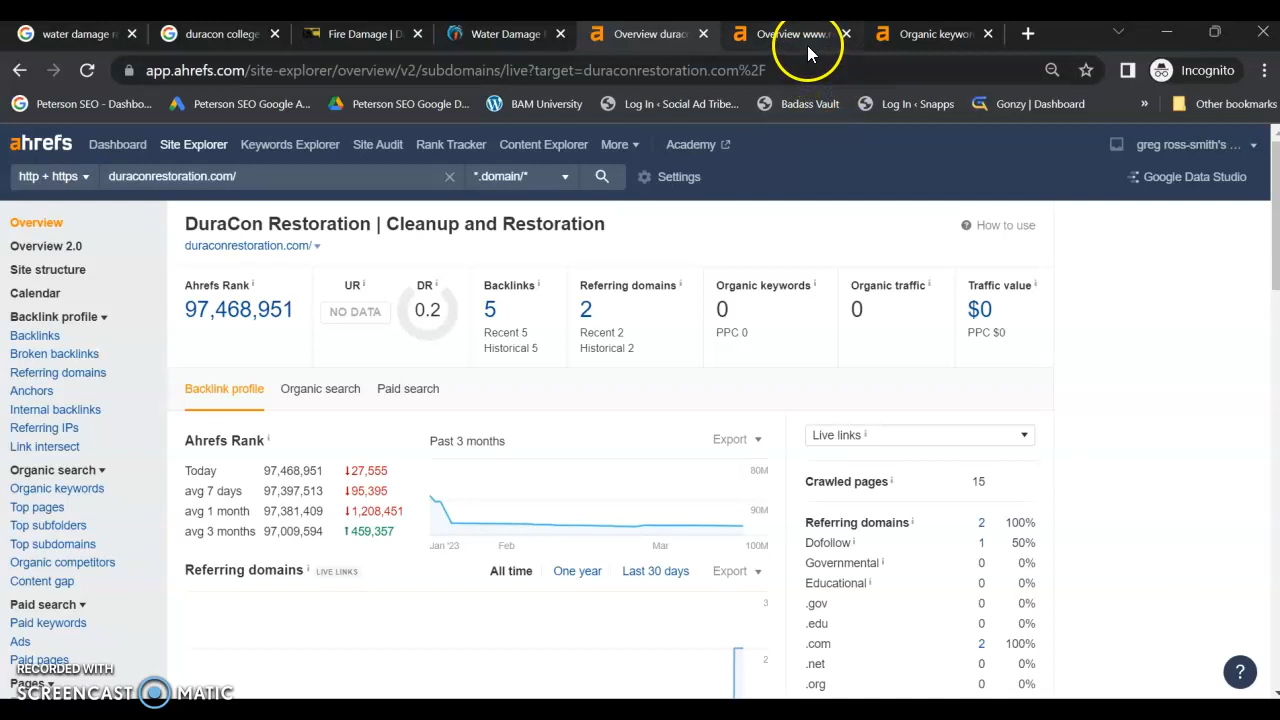 water damage r
duracon college
Fire Damage | D
Water Damage
Overview durac
Overview www.r
Organic keywor
app.ahrefs.com/site-explorer/overview/v2/subdomains/live?target=duraconrestoration.com%2F
Incognito
Peterson SEO - Dashbo...
Peterson SEO Google A...
Peterson SEO Google D...
BAM University
Log In ‹ Social Ad Tribe...
Badass Vault
Log In ‹ Snapps
Gonzy | Dashboard
»
Other bookmarks
ahrefs
Dashboard
Site Explorer
Keywords Explorer
Site Audit
Rank Tracker
Content Explorer
More
Academy
greg ross-smith's ...
http + https
duraconrestoration.com/
*.domain/*
Settings
Google Data Studio
Overview
Overview 2.0
Site structure
Calendar
Backlink profile
Backlinks
Broken backlinks
Referring domains
Anchors
Internal backlinks
Referring IPs
Link intersect
Organic search
Organic keywords
Top pages
Top subfolders
Top subdomains
Organic competitors
Content gap
Paid search
Paid keywords
Ads
Paid pages
Pages
DuraCon Restoration | Cleanup and Restoration
How to use
duraconrestoration.com/
Ahrefs Rank
97,468,951
UR
NO DATA
DR
0.2
Backlinks
5
Recent 5
Historical 5
Referring domains
2
Recent 2
Historical 2
Organic keywords
0
PPC 0
Organic traffic
0
Traffic value
$0
PPC $0
Backlink profile
Organic search
Paid search
Ahrefs Rank
Past 3 months
Export
Today 97,468,951 ↓27,555
avg 7 days 97,397,513 ↓95,395
avg 1 month 97,381,409 ↓1,208,451
avg 3 months 97,009,594 ↑459,357
80M
90M
100M
Jan '23 Feb Mar
Referring domains LIVE LINKS
All time
One year
Last 30 days
Export
3
2
Live links
Crawled pages 15
Referring domains 2 100%
Dofollow 1 50%
Governmental 0 0%
Educational 0 0%
.gov 0 0%
.edu 0 0%
.com 2 100%
.net 0 0%
.org 0 0%
?
RECORDED WITH
SCREENCAST MATIC